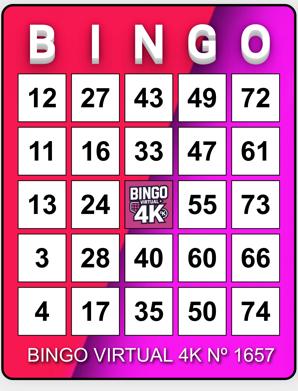 BINGO
12 27 43 49 72
11 16 33 47 61
13 24 BINGO VIRTUAL 4K 55 73
3 28 40 60 66
4 17 35 50 74
BINGO VIRTUAL 4K Nº 1657